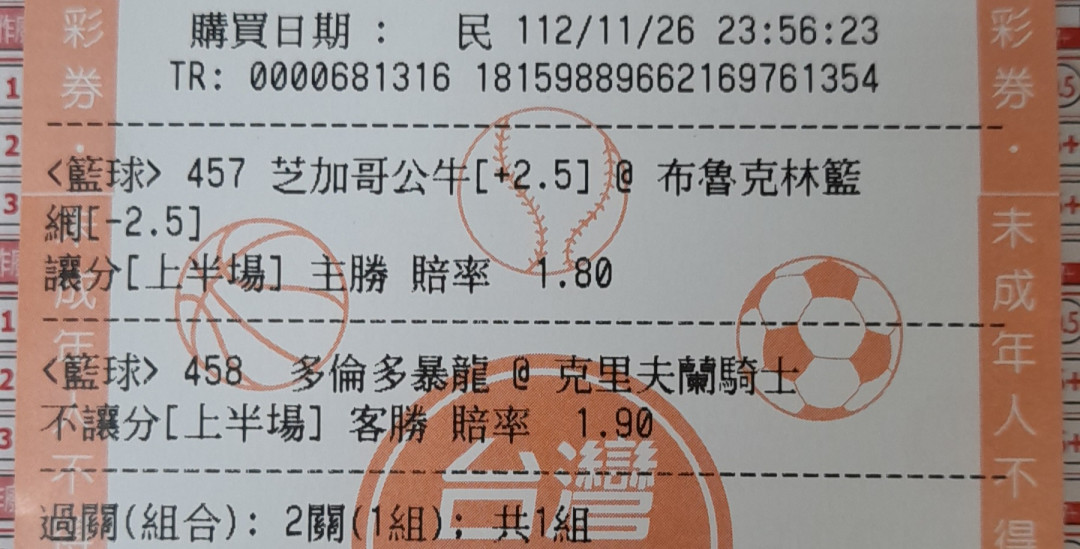 購買日期： 民 112/11/26 23:56:23
TR: 0000681316 181598896621697​61354
<籃球> 457 芝加哥公牛[+2.5] @ 布魯克林籃
網[-2.5]
讓分[上半場] 主勝 賠率 1.80
<籃球> 458 多倫多暴龍 @ 克里夫蘭騎士
不讓分[上半場] 客勝 賠率 1.90
過關(組合): 2關(1組); 共1組
台灣
彩券·
成年人不
彩券·未成年人不得